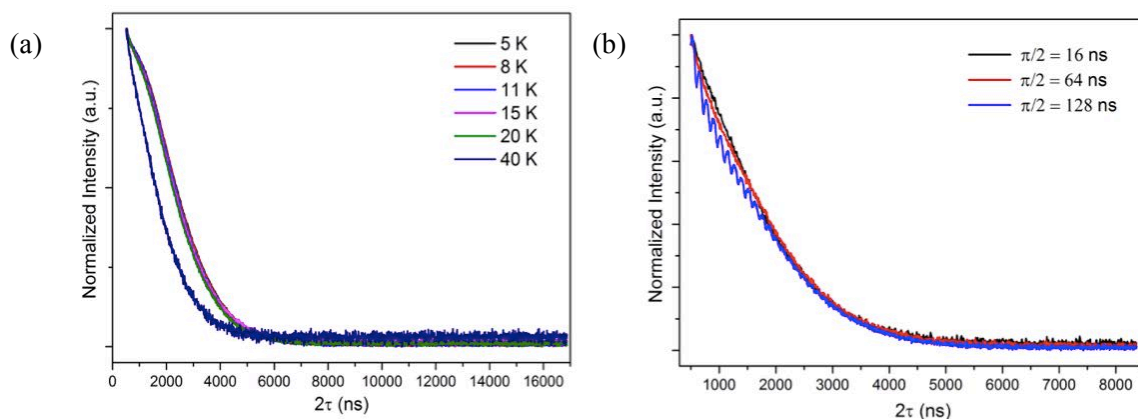 (a)
Normalized Intensity (a.u.)
5 K
8 K
11 K
15 K
20 K
40 K
0 2000 4000 6000 8000 10000 12000 14000 16000
2τ (ns)
(b)
Normalized Intensity (a.u.)
π/2 = 16 ns
π/2 = 64 ns
π/2 = 128 ns
1000 2000 3000 4000 5000 6000 7000 8000
2τ (ns)